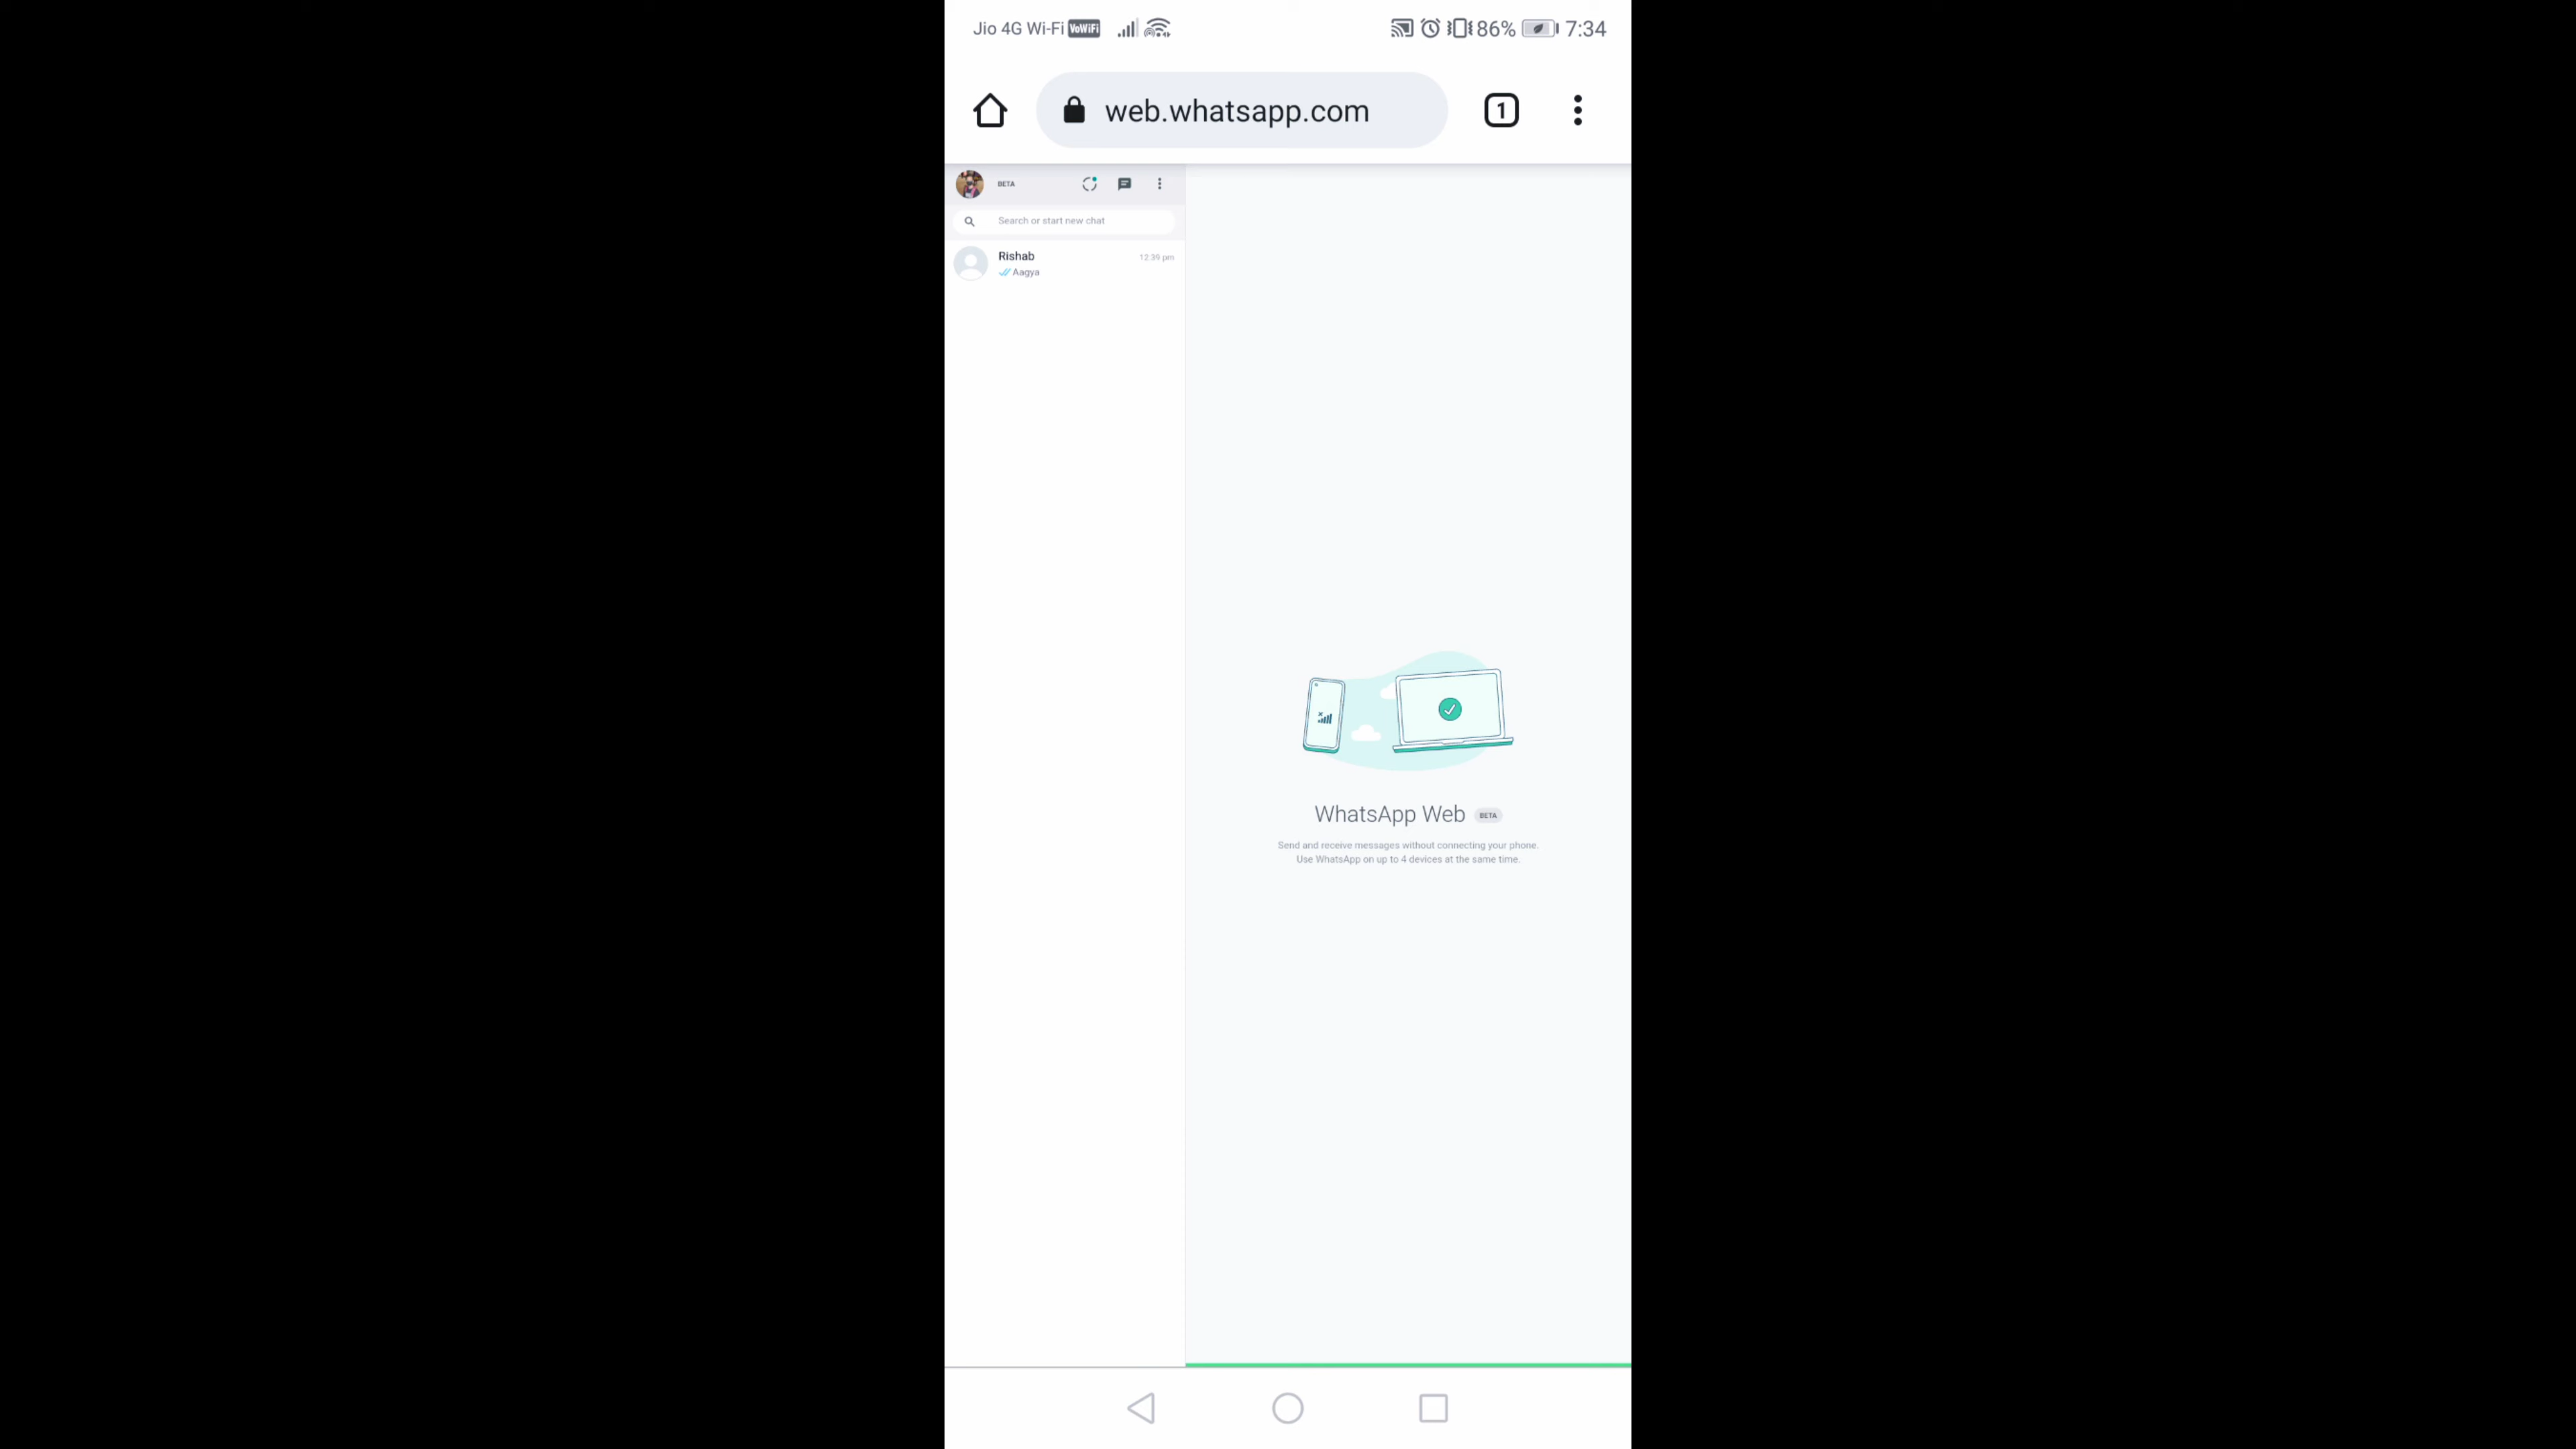 Jio 4G Wi-Fi VoWiFi 86% 7:34
web.whatsapp.com 1
BETA
Search or start new chat
Rishab 12:39 pm
Aagya
WhatsApp Web BETA
Send and receive messages without connecting your phone.
Use WhatsApp on up to 4 devices at the same time.